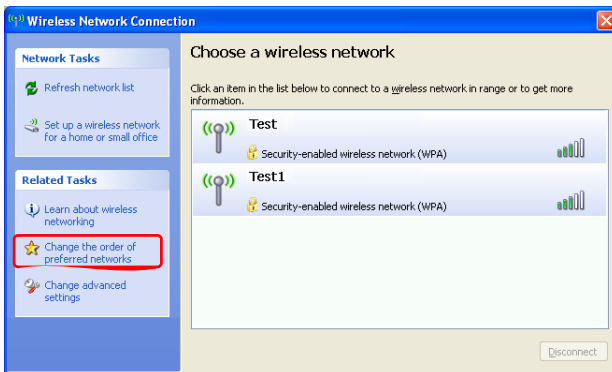 Wireless Network Connection
Network Tasks
Refresh network list
Set up a wireless network
for a home or small office
Related Tasks
Learn about wireless
networking
Change the order of
preferred networks
Change advanced
settings
Choose a wireless network
Click an item in the list below to connect to a wireless network in range or to get more
information.
Test
Security-enabled wireless network (WPA)
Test1
Security-enabled wireless network (WPA)
Disconnect